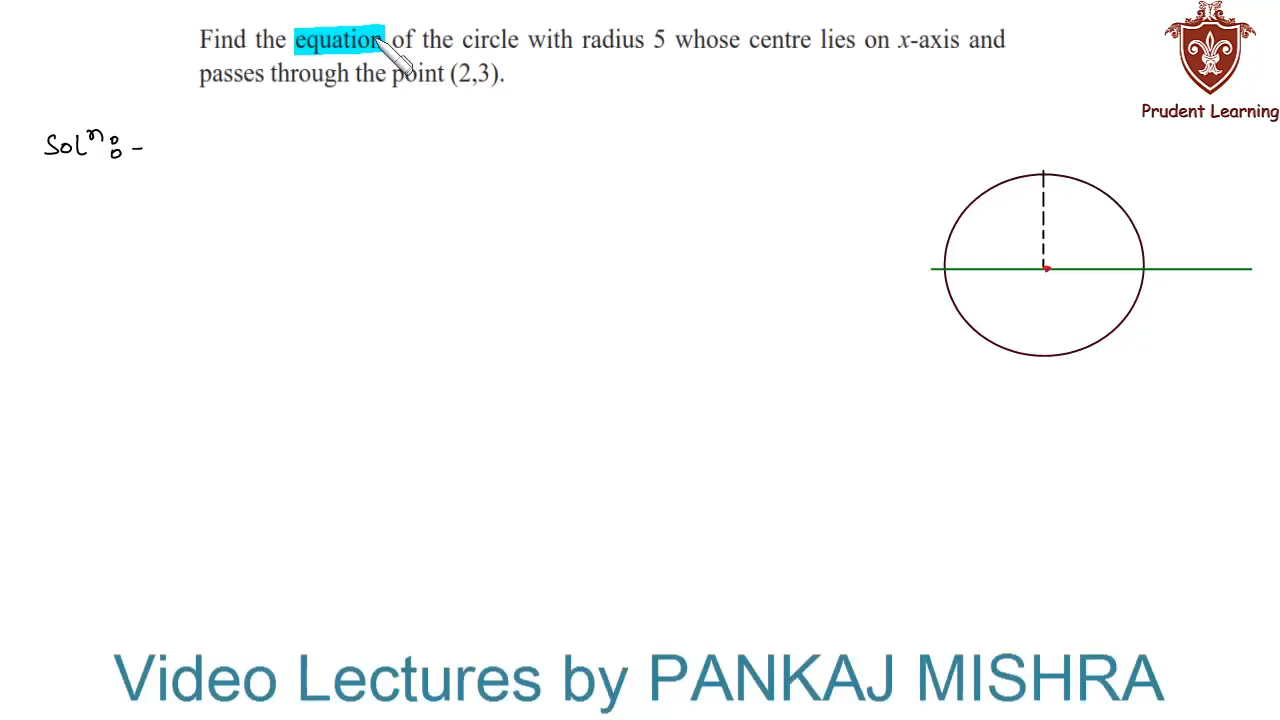 Find the equation of the circle with radius 5 whose centre lies on x-axis and
passes through the point (2,3).
Prudent Learning
Solⁿ: -
Video Lectures by PANKAJ MISHRA